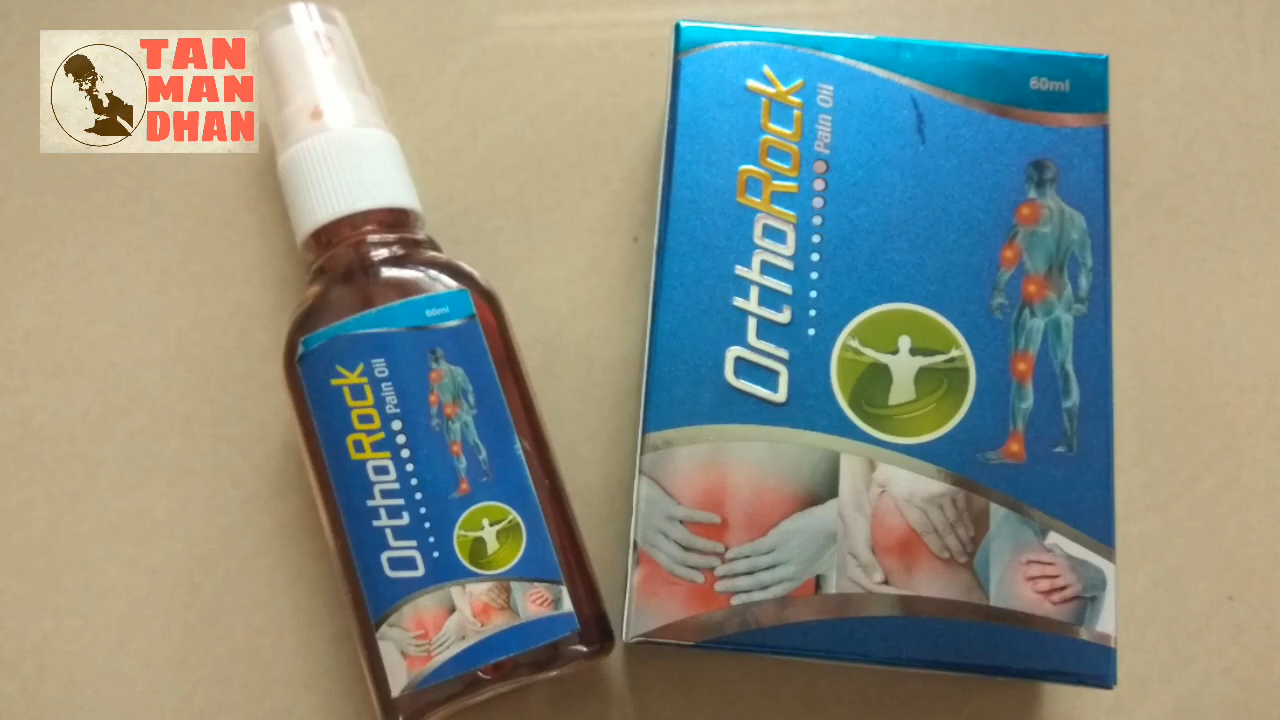 TAN
MAN
DHAN
60ml
OrthoRock
Pain Oil
60ml
OrthoRock
Pain Oil